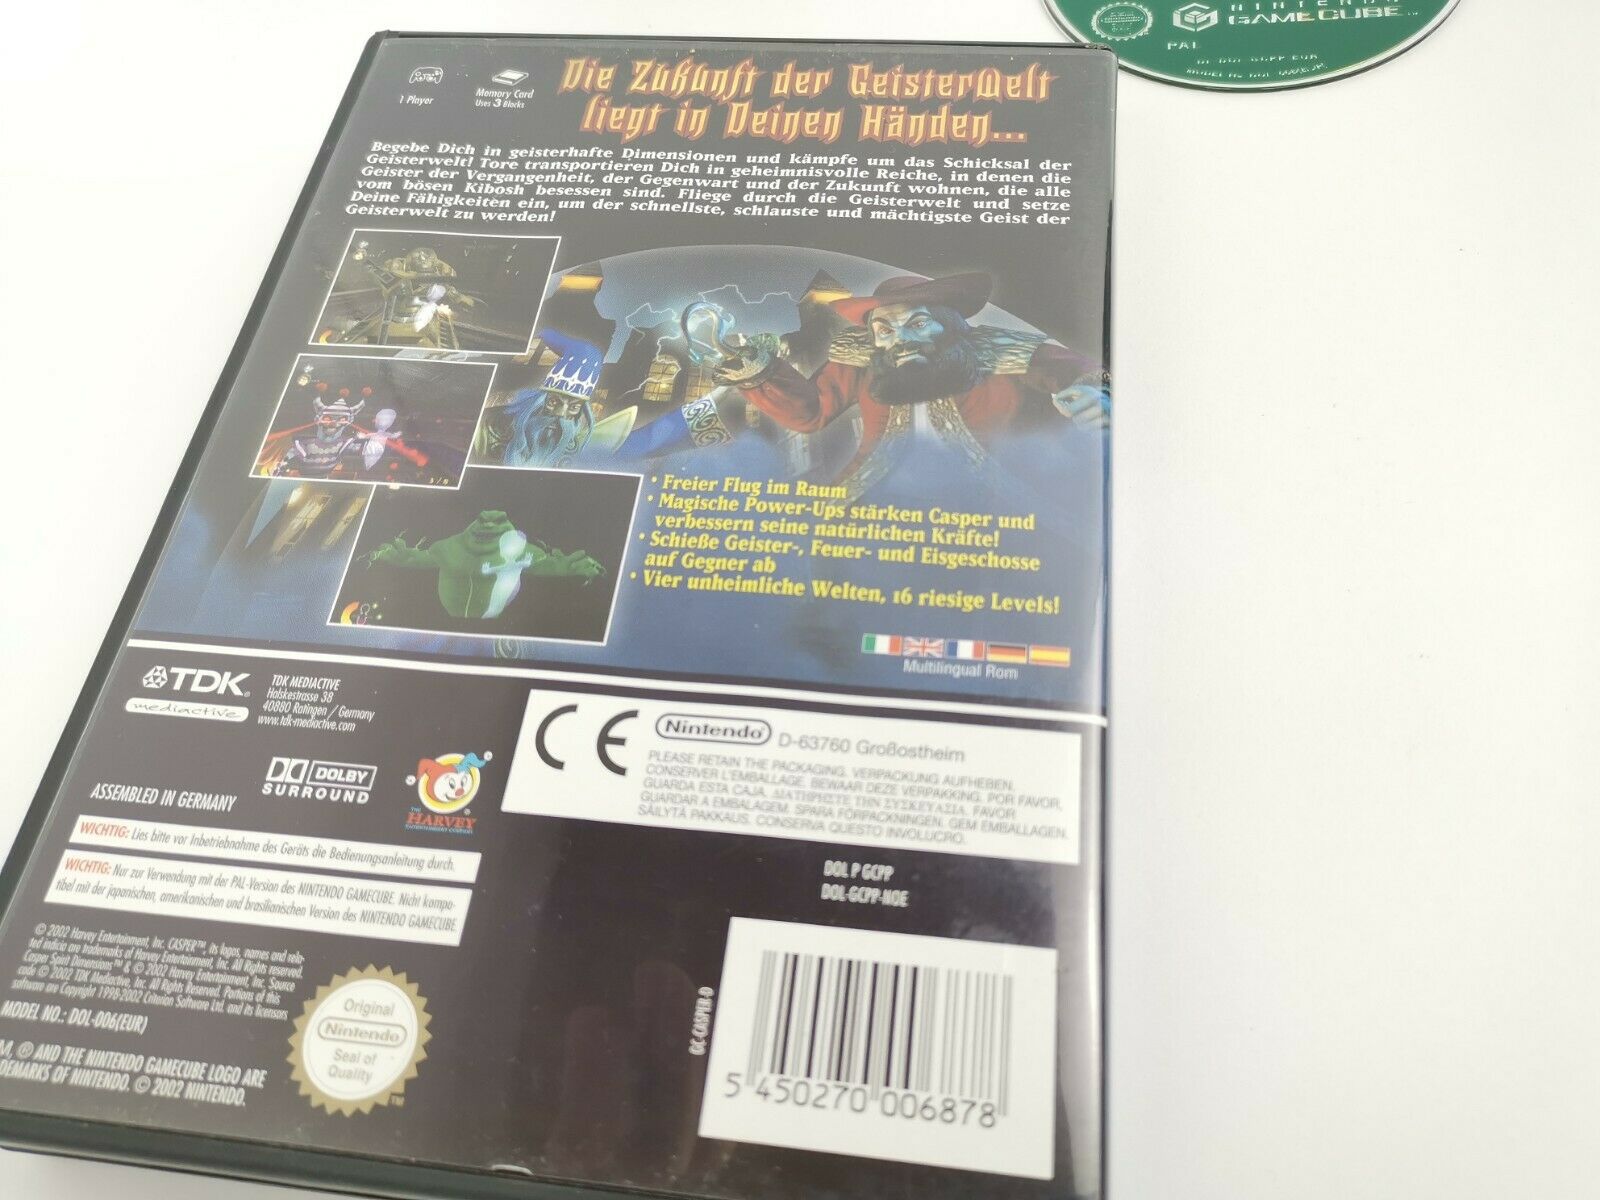 NINTENDO
GAMECUBE™
PAL
1 Player
Memory Card
Uses 3 Blocks
Die Zukunft der Geisterwelt
liegt in Deinen Händen...
Begebe Dich in geisterhafte Dimensionen und kämpfe um das Schicksal der
Geisterwelt! Tore transportieren Dich in geheimnisvolle Reiche, in denen die
Geister der Vergangenheit, der Gegenwart und der Zukunft wohnen, die alle
vom bösen Kibosh besessen sind. Fliege durch die Geisterwelt und setze
Deine Fähigkeiten ein, um der schnellste, schlauste und mächtigste Geist der
Geisterwelt zu werden!
• Freier Flug im Raum
• Magische Power-Ups stärken Casper und
verbessern seine natürlichen Kräfte!
• Schieße Geister-, Feuer- und Eisgeschosse
auf Gegner ab
• Vier unheimliche Welten, 16 riesige Levels!
Multilingual Rom
TDK
mediactive
TDK MEDIACTIVE
Halskestrasse 38
40880 Ratingen / Germany
www.tdk-mediactive.com
DOLBY
SURROUND
THE
HARVEY
ENTERTAINMENT COMPANY
ASSEMBLED IN GERMANY
CE
Nintendo D-63760 Großostheim
PLEASE RETAIN THE PACKAGING. VERPACKUNG AUFHEBEN.
CONSERVER L'EMBALLAGE. BEWAAR DEZE VERPAKKING. POR FAVOR,
GUARDA ESTA CAJA. ΔΙΑΤΗΡΗΣΤΕ ΤΗΝ ΣΥΣΚΕΥΑΣΙΑ. FAVOR
GUARDAR A EMBALAGEM. SPARA FÖRPACKNINGEN. GEM EMBALLAGEN.
SÄILYTÄ PAKKAUS. CONSERVA QUESTO INVOLUCRO.
WICHTIG: Lies bitte vor Inbetriebnahme des Geräts die Bedienungsanleitung durch.
WICHTIG: Nur zur Verwendung mit der PAL-Version des NINTENDO GAMECUBE. Nicht kompa-
tibel mit der japanischen, amerikanischen und brasilianischen Version des NINTENDO GAMECUBE.
DOL P GCPP
DOL-GCPP-NOE
© 2002 Harvey Entertainment, Inc. CASPER™, its logos, names and rela-
ted indicia are trademarks of Harvey Entertainment, Inc. All Rights reserved.
Casper Spirit Dimensions™ & © 2002 Harvey Entertainment, Inc. Source
code © 2002 TDK Mediactive, Inc. All Rights Reserved. Portions of this
software are Copyright 1998-2002 Criterion Software Ltd. and its licensors
MODEL NO.: DOL-006(EUR)
, ® AND THE NINTENDO GAMECUBE LOGO ARE
DEMARKS OF NINTENDO. © 2002 NINTENDO.
Original
Nintendo
Seal of
Quality
TM
GC-CASPER-D
5 450270 006878